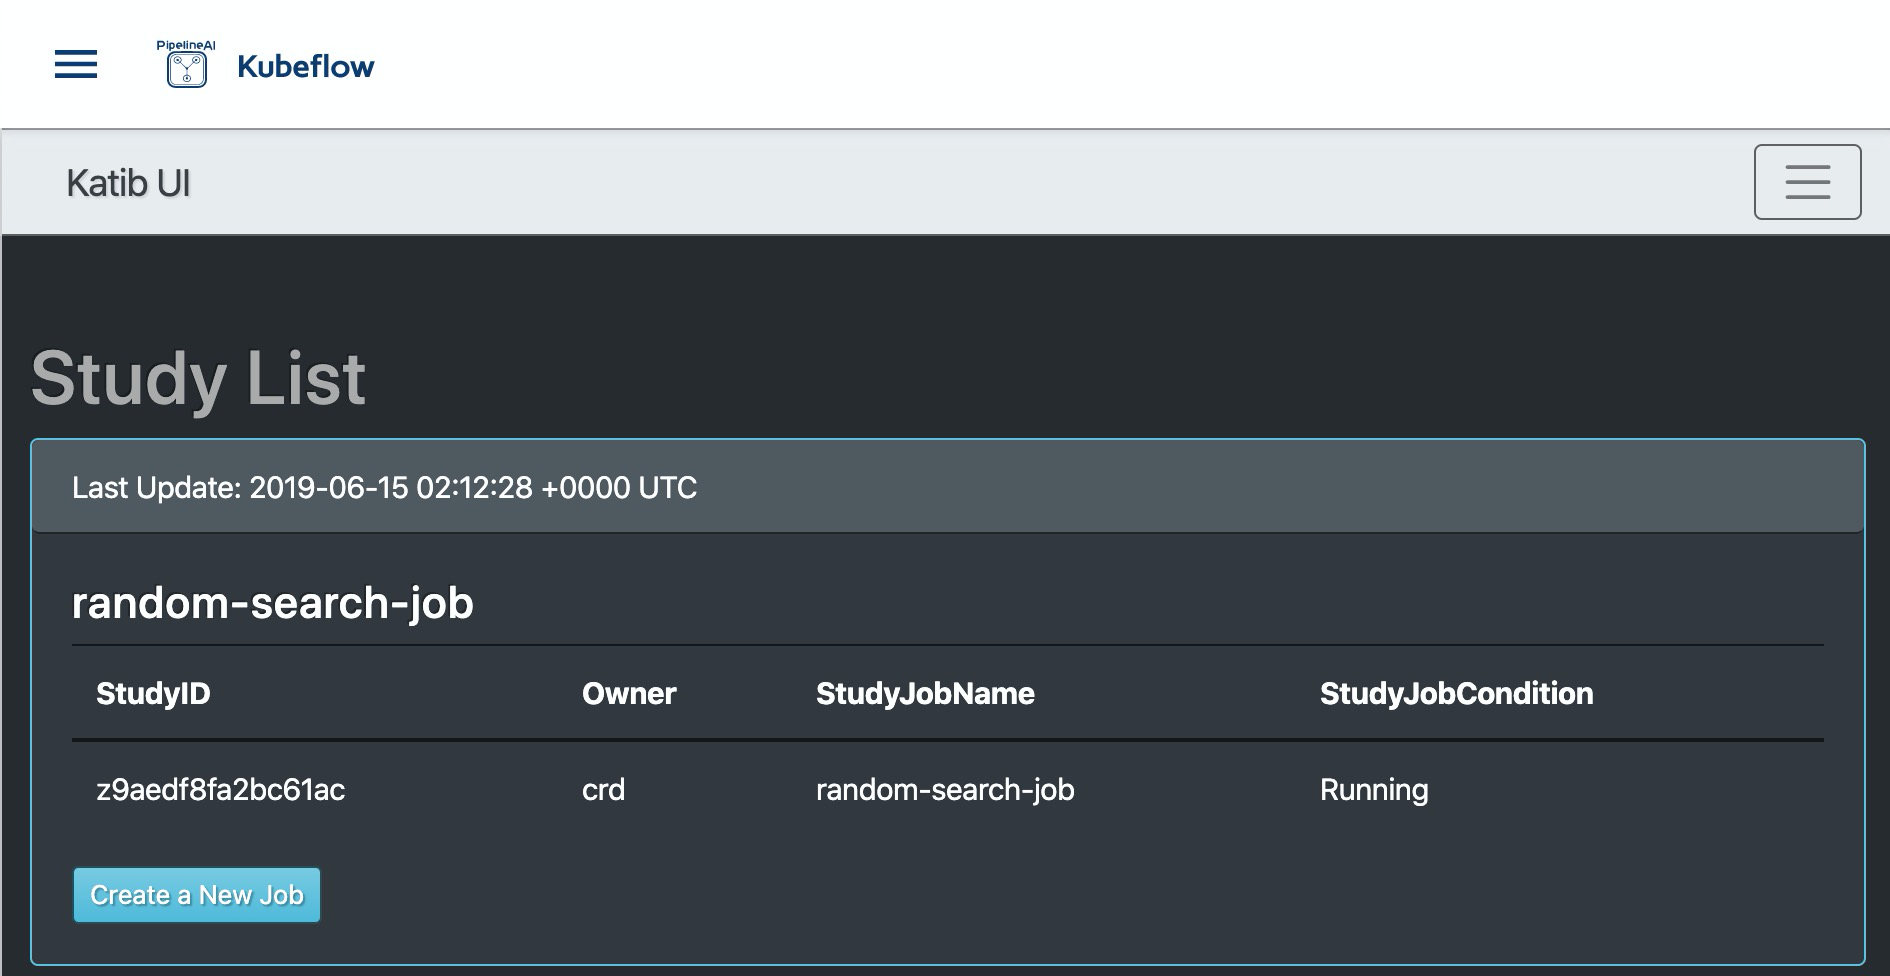 PipelineAI
Kubeflow
Katib UI
Study List
Last Update: 2019-06-15 02:12:28 +0000 UTC
random-search-job
StudyID Owner StudyJobName StudyJobCondition
z9aedf8fa2bc61ac crd random-search-job Running
Create a New Job